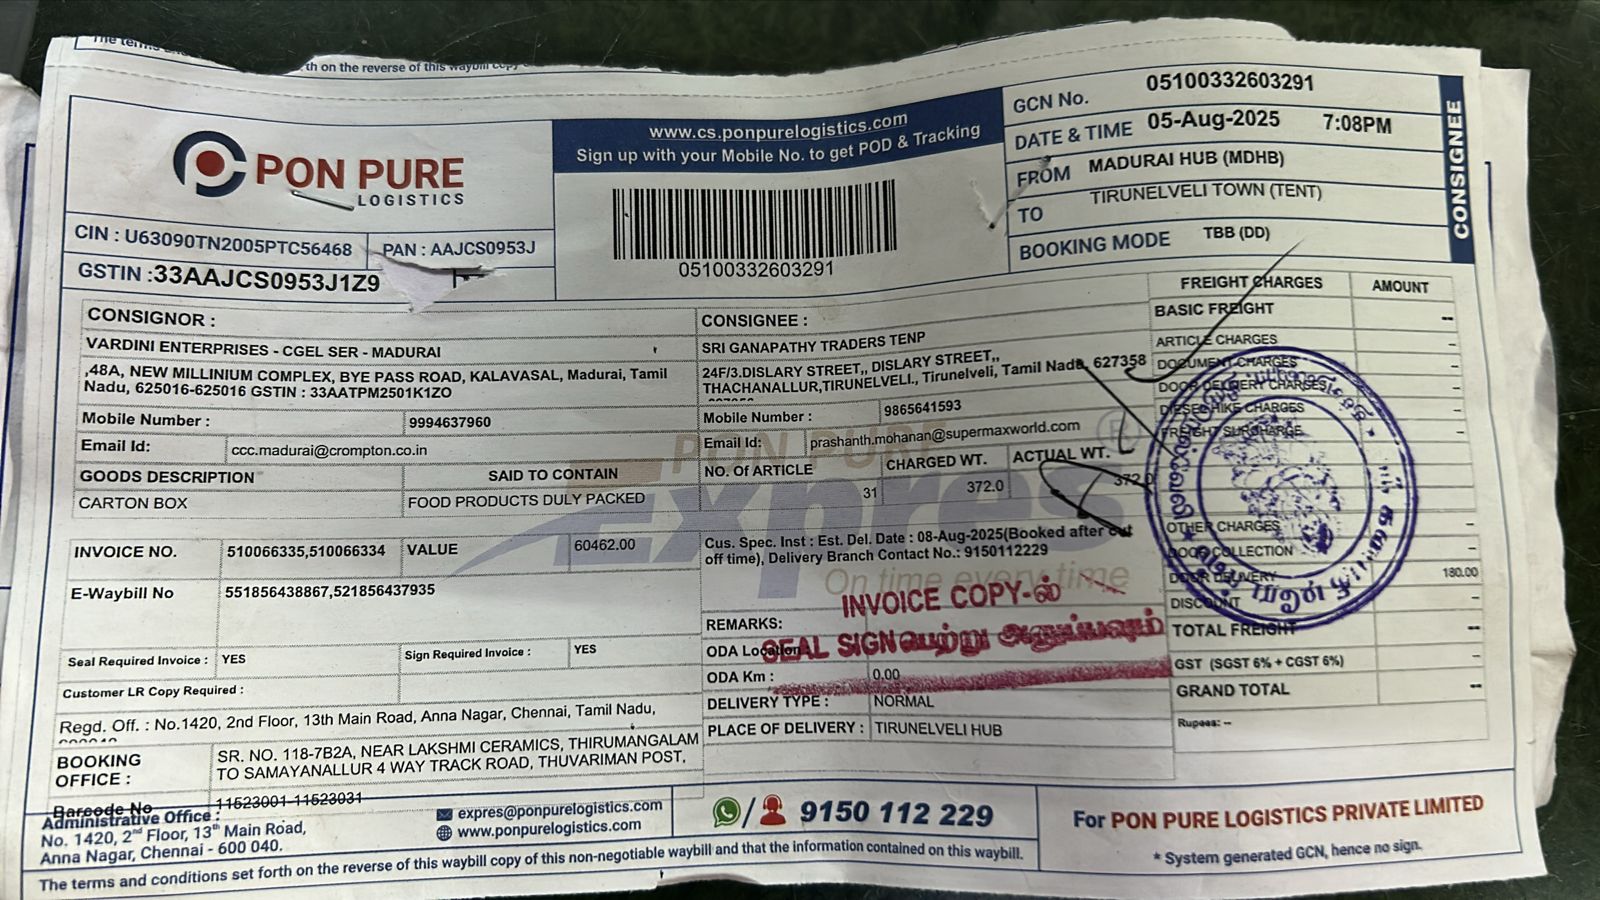 th on the reverse of this waybill copy
PON PURE
LOGISTICS
CIN : U63090TN2005PTC56468
PAN : AAJCS0953J
GSTIN :33AAJCS0953J1Z9
www.cs.ponpurelogistics.com
Sign up with your Mobile No. to get POD & Tracking
05100332603291
GCN No. 05100332603291
DATE & TIME 05-Aug-2025 7:08PM
FROM MADURAI HUB (MDHB)
TO TIRUNELVELI TOWN (TENT)
BOOKING MODE TBB (DD)
CONSIGNEE
CONSIGNOR :
VARDINI ENTERPRISES - CGEL SER - MADURAI
,48A, NEW MILLINIUM COMPLEX, BYE PASS ROAD, KALAVASAL, Madurai, Tamil
Nadu, 625016-625016 GSTIN : 33AATPM2501K1ZO
Mobile Number : 9994637960
Email Id: ccc.madurai@crompton.co.in
GOODS DESCRIPTION SAID TO CONTAIN
CARTON BOX FOOD PRODUCTS DULY PACKED
INVOICE NO. 510066335,510066334 VALUE 60462.00
E-Waybill No 551856438867,521856437935
Seal Required Invoice : YES Sign Required Invoice : YES
Customer LR Copy Required :
Regd. Off. : No.1420, 2nd Floor, 13th Main Road, Anna Nagar, Chennai, Tamil Nadu,
BOOKING OFFICE : SR. NO. 118-7B2A, NEAR LAKSHMI CERAMICS, THIRUMANGALAM
TO SAMAYANALLUR 4 WAY TRACK ROAD, THUVARIMAN POST,
Barcode No 11523001-11523031
CONSIGNEE :
SRI GANAPATHY TRADERS TENP
24F/3.DISLARY STREET,, DISLARY STREET,,
THACHANALLUR,TIRUNELVELI., Tirunelveli, Tamil Nadu, 627358
Mobile Number : 9865641593
Email Id: prashanth.mohanan@supermaxworld.com
NO. Of ARTICLE CHARGED WT. ACTUAL WT.
31 372.0 372.0
PON PURE
Expres
On time every time
Cus. Spec. Inst : Est. Del. Date : 08-Aug-2025(Booked after cut
off time), Delivery Branch Contact No.: 9150112229
INVOICE COPY-ல்
SEAL SIGN பெற்று அனுப்பவும்
REMARKS:
ODA Location :
ODA Km : 0.00
DELIVERY TYPE : NORMAL
PLACE OF DELIVERY : TIRUNELVELI HUB
FREIGHT CHARGES AMOUNT
BASIC FREIGHT --
ARTICLE CHARGES -
DOCUMENT CHARGES -
DOOR DELIVERY CHARGES -
DIESEL HIKE CHARGES -
FREIGHT SURCHARGE -
OTHER CHARGES -
DOOR COLLECTION -
DOOR DELIVERY 180.00
DISCOUNT -
TOTAL FREIGHT --
GST (SGST 6% + CGST 6%) -
GRAND TOTAL --
Rupees: --
Administrative Office :
No. 1420, 2nd Floor, 13th Main Road,
Anna Nagar, Chennai - 600 040.
expres@ponpurelogistics.com
www.ponpurelogistics.com
9150 112 229
For PON PURE LOGISTICS PRIVATE LIMITED
* System generated GCN, hence no sign.
The terms and conditions set forth on the reverse of this waybill copy of this non-negotiable waybill and that the information contained on this waybill.